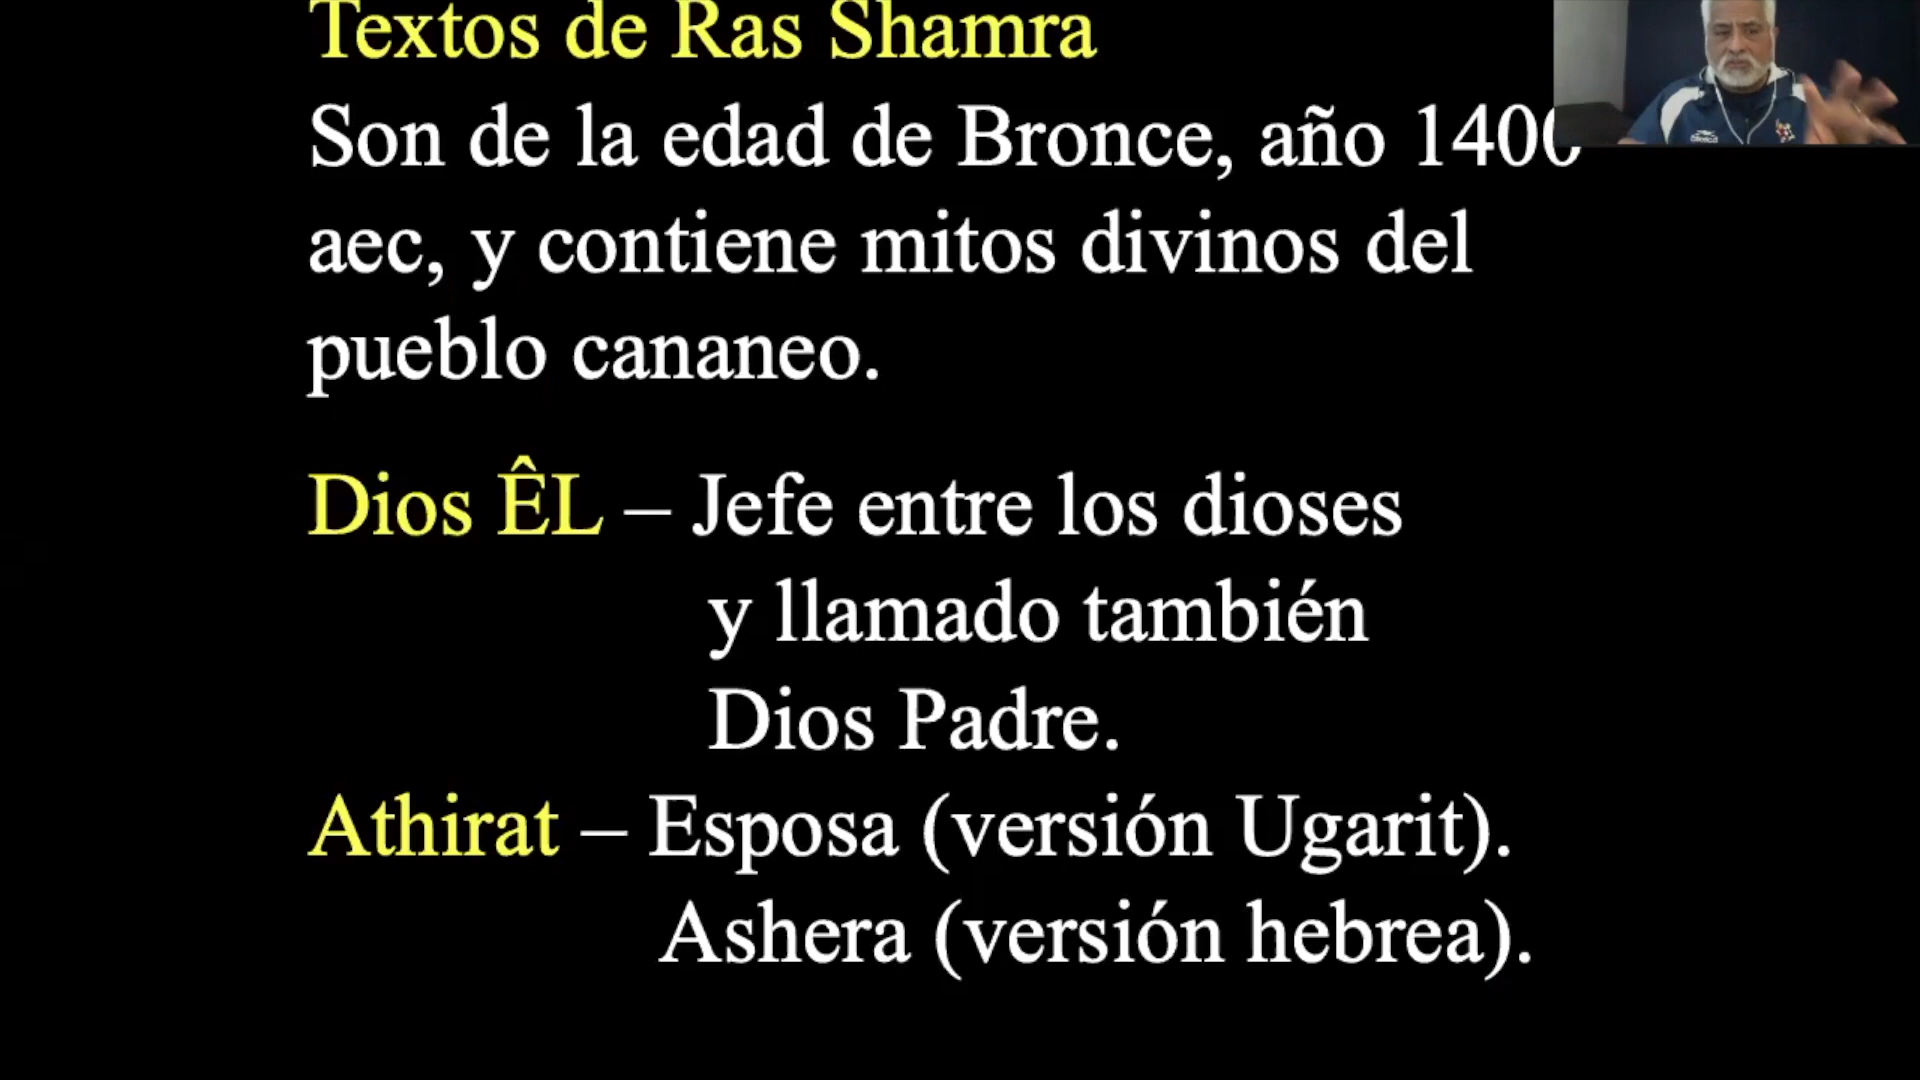 Textos de Ras Shamra
Son de la edad de Bronce, año 1400
aec, y contiene mitos divinos del
pueblo cananeo.
Dios ÊL – Jefe entre los dioses
y llamado también
Dios Padre.
Athirat – Esposa (versión Ugarit).
Ashera (versión hebrea).